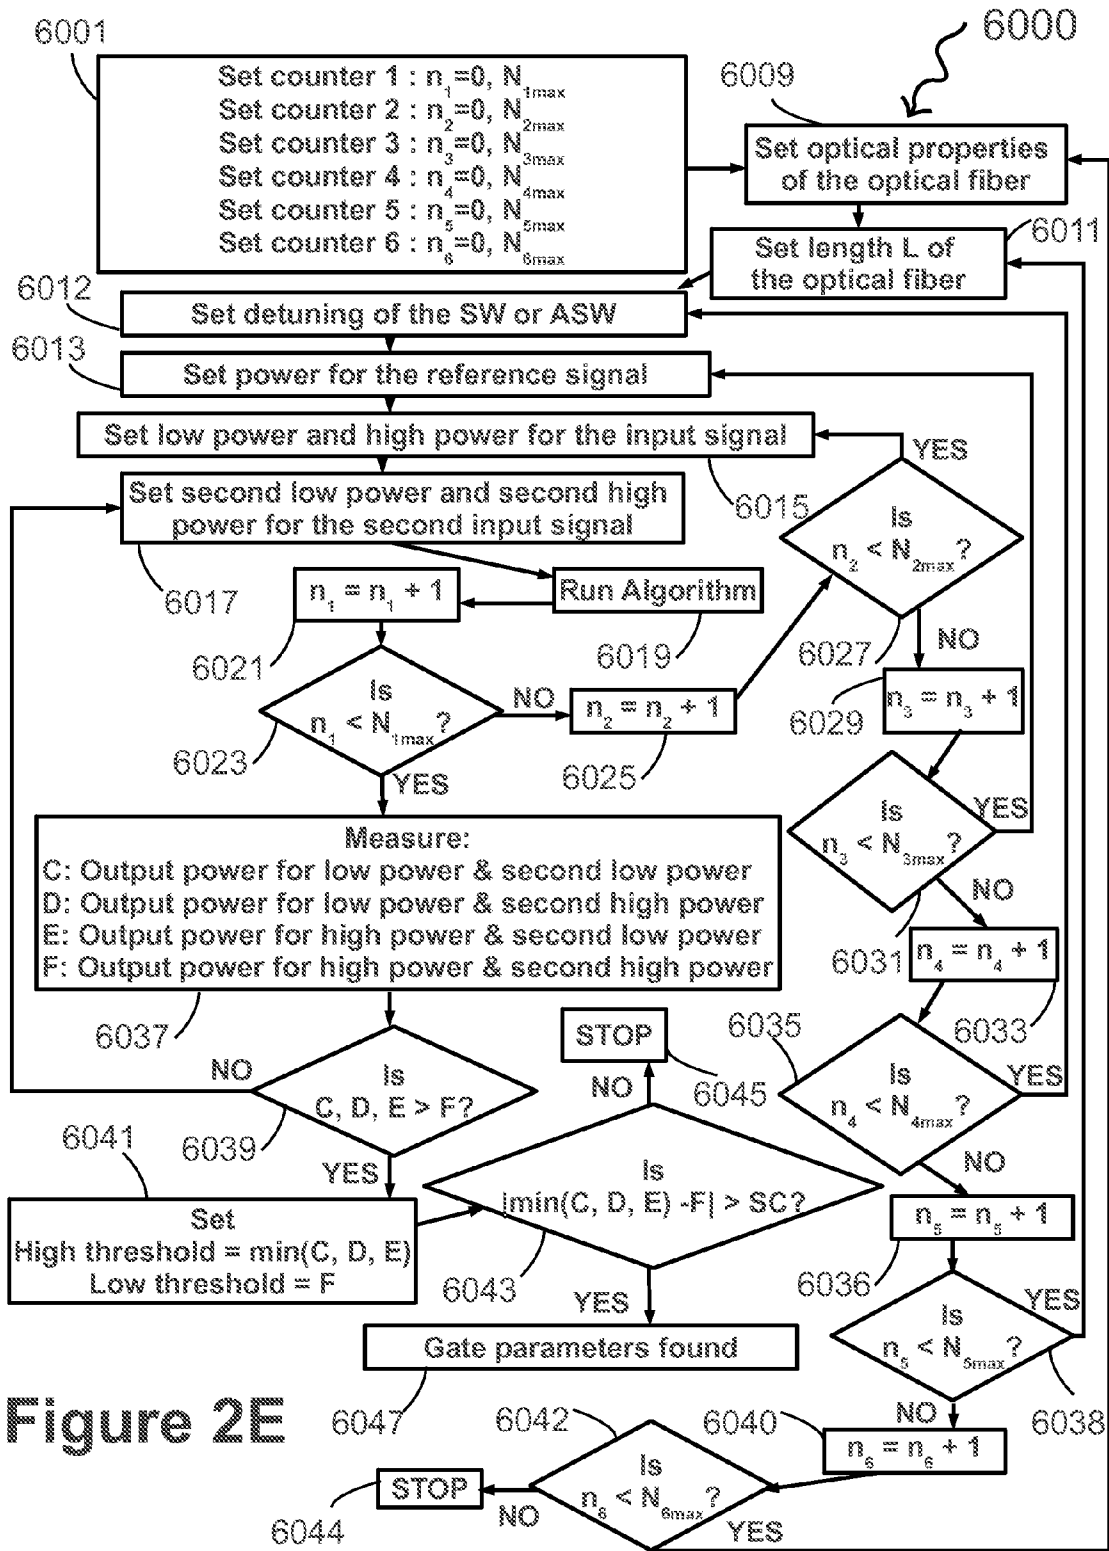 6000
6001
Set counter 1 : n1=0, N1max
Set counter 2 : n2=0, N2max
Set counter 3 : n3=0, N3max
Set counter 4 : n4=0, N4max
Set counter 5 : n5=0, N5max
Set counter 6 : n6=0, N6max
6009
Set optical properties
of the optical fiber
6011
Set length L of
the optical fiber
6012
Set detuning of the SW or ASW
6013
Set power for the reference signal
Set low power and high power for the input signal
6015
Set second low power and second high
power for the second input signal
6017
Run Algorithm
6019
n1 = n1 + 1
6021
Is
n1 < N1max?
6023
NO
YES
n2 = n2 + 1
6025
YES
Is
n2 < N2max?
6027
NO
n3 = n3 + 1
6029
Is
n3 < N3max?
YES
NO
6031
n4 = n4 + 1
6033
6035
Is
n4 < N4max?
YES
NO
n5 = n5 + 1
6036
Is
n5 < N5max?
YES
6038
NO
6040
n6 = n6 + 1
6042
Is
n6 < N6max?
YES
NO
STOP
6044
Measure:
C: Output power for low power & second low power
D: Output power for low power & second high power
E: Output power for high power & second low power
F: Output power for high power & second high power
6037
NO
Is
C, D, E > F?
6039
YES
6041
Set
High threshold = min(C, D, E)
Low threshold = F
Is
|min(C, D, E) -F| > SC?
6043
NO
STOP
6045
YES
Gate parameters found
6047
Figure 2E